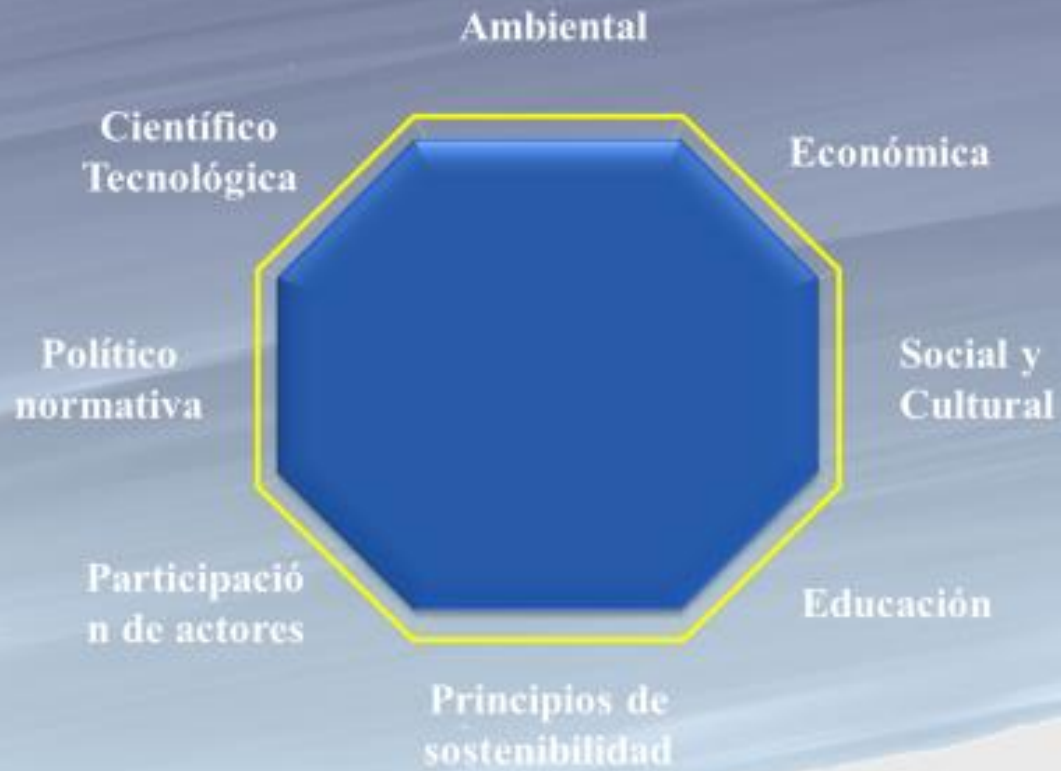 Ambiental
Científico
Tecnológica
Económica
Político
normativa
Social y
Cultural
Participació
n de actores
Educación
Principios de
sostenibilidad